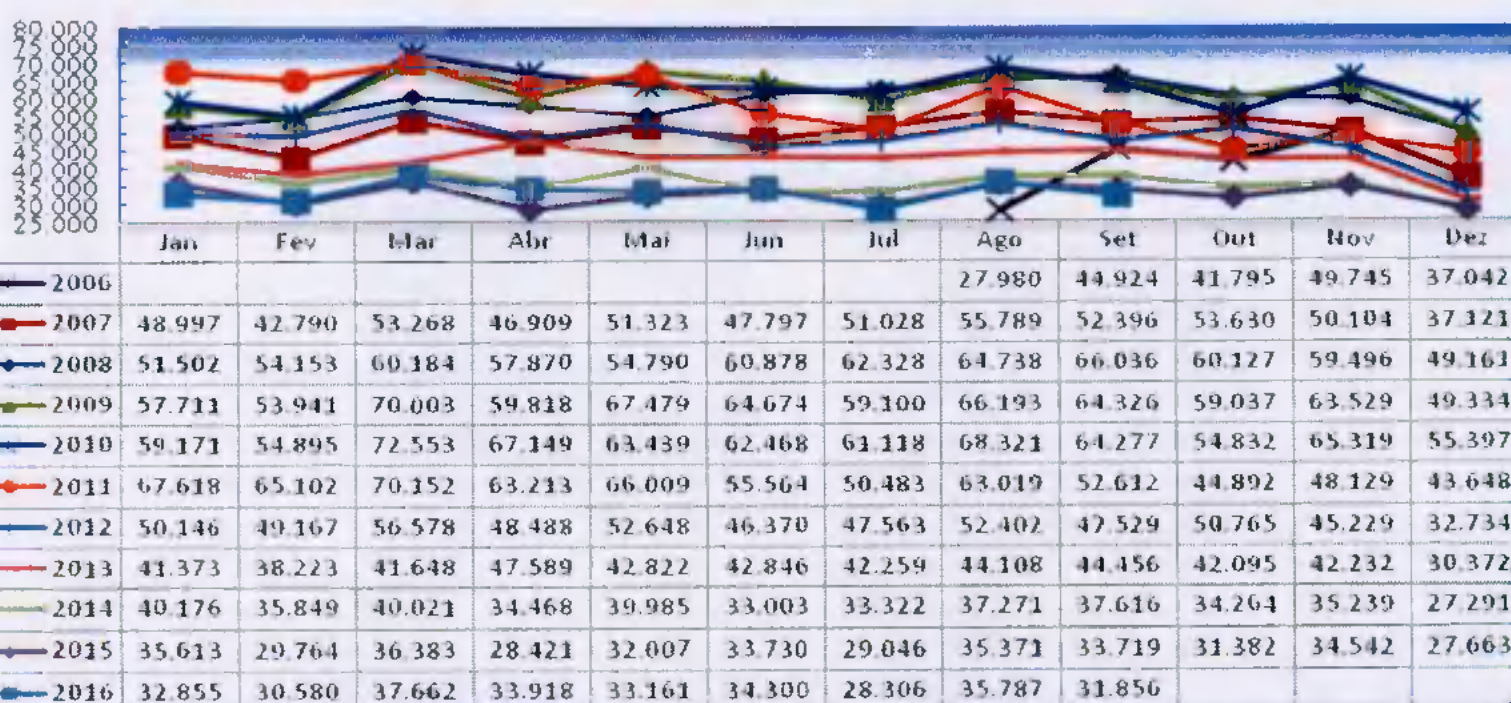 80.000
75.000
70.000
65.000
60.000
55.000
50.000
45.000
40.000
35.000
30.000
25.000
Jan Fev Mar Abr Mai Jun Jul Ago Set Out Nov Dez
2006 27.980 44.924 41.795 49.745 37.042
2007 48.997 42.790 53.268 46.909 51.323 47.797 51.028 55.789 52.396 53.630 50.104 37.121
2008 51.502 54.153 60.184 57.870 54.790 60.878 62.328 64.738 66.036 60.127 59.496 49.161
2009 57.711 53.941 70.003 59.818 67.479 64.674 59.100 66.193 64.326 59.037 63.529 49.334
2010 59.171 54.895 72.553 67.149 63.439 62.468 61.118 68.321 64.277 54.832 65.319 55.397
2011 67.618 65.102 70.152 63.213 66.009 55.564 50.483 63.019 52.612 44.892 48.129 43.648
2012 50.146 49.167 56.578 48.488 52.648 46.370 47.563 52.402 47.529 50.765 45.229 32.734
2013 41.373 38.223 41.648 47.589 42.822 42.846 42.259 44.108 44.456 42.095 42.232 30.372
2014 40.176 35.849 40.021 34.468 39.985 33.003 33.322 37.271 37.616 34.264 35.239 27.291
2015 35.613 29.764 36.383 28.421 32.007 33.730 29.046 35.371 33.719 31.382 34.542 27.663
2016 32.855 30.580 37.662 33.918 33.161 34.300 28.306 35.787 31.856